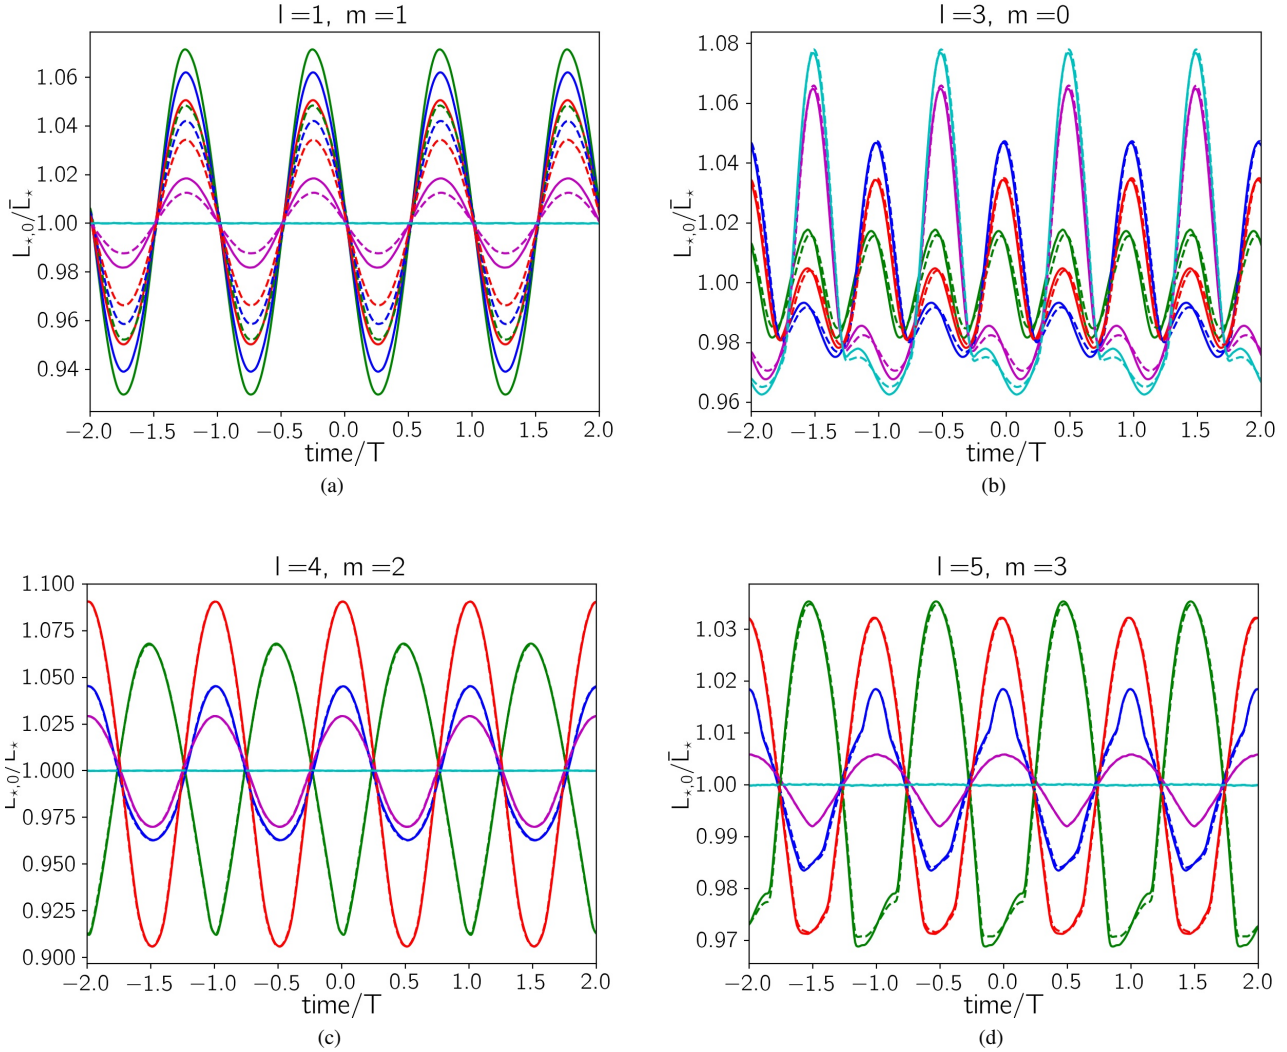 l =1, m =1
1.06
1.04
1.02
1.00
0.98
0.96
0.94
L⋆,0/L̄⋆
−2.0 −1.5 −1.0 −0.5 0.0 0.5 1.0 1.5 2.0
time/T
(a)
l =3, m =0
1.08
1.06
1.04
1.02
1.00
0.98
0.96
L⋆,0/L̄⋆
−2.0 −1.5 −1.0 −0.5 0.0 0.5 1.0 1.5 2.0
time/T
(b)
l =4, m =2
1.100
1.075
1.050
1.025
1.000
0.975
0.950
0.925
0.900
L⋆,0/L⋆
−2.0 −1.5 −1.0 −0.5 0.0 0.5 1.0 1.5 2.0
time/T
(c)
l =5, m =3
1.03
1.02
1.01
1.00
0.99
0.98
0.97
L⋆,0/L̄⋆
−2.0 −1.5 −1.0 −0.5 0.0 0.5 1.0 1.5 2.0
time/T
(d)